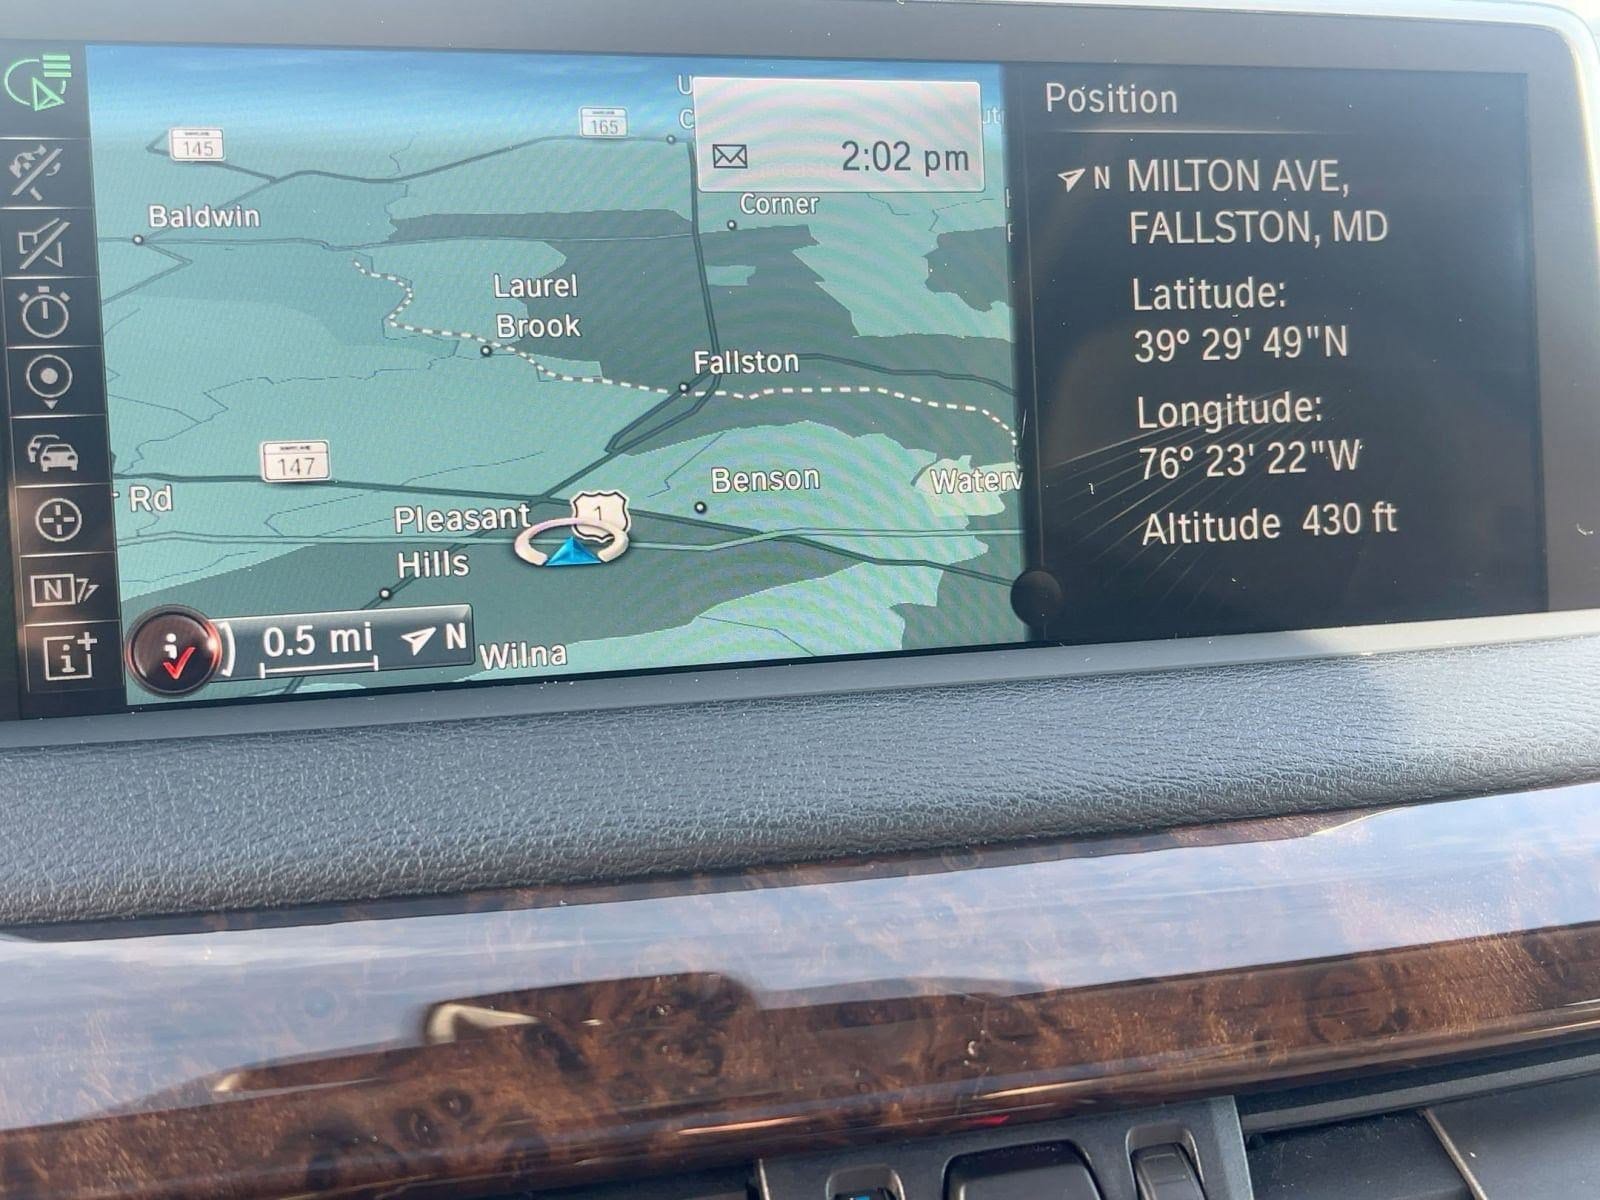 145
165
U
C
2:02 pm
Baldwin
Corner
Laurel
Brook
Fallston
147
Rd
Benson
Waterv
Pleasant
Hills
1
0.5 mi N
Wilna
N
i
Position
N MILTON AVE,
FALLSTON, MD
Latitude:
39° 29' 49"N
Longitude:
76° 23' 22"W
Altitude 430 ft